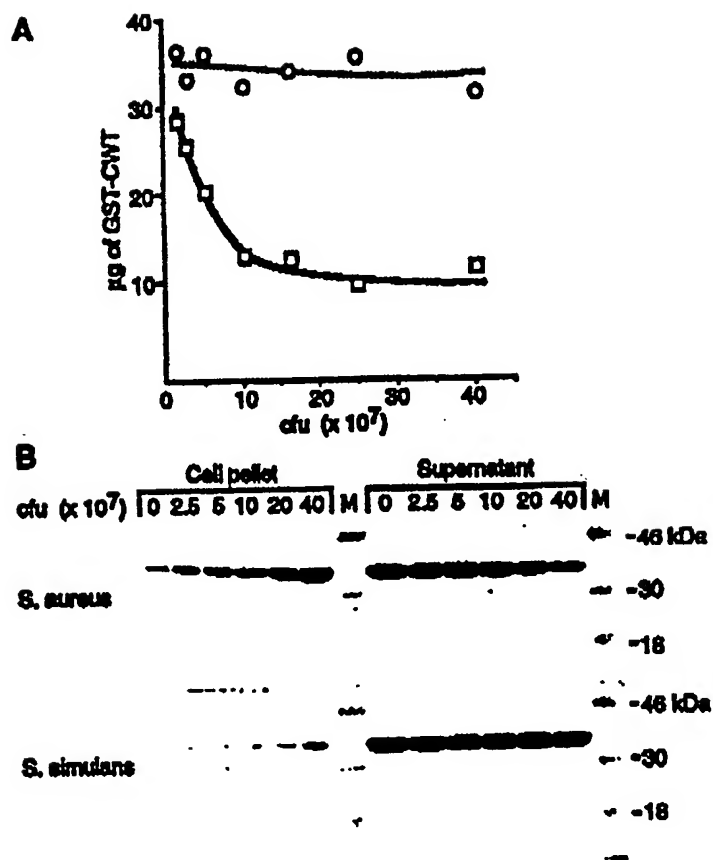 A
40
30
20
10
µg of GST-CWT
0 10 20 30 40
cfu (x 10⁷)
B
Cell pellet Supernatant
cfu (x 10⁷) 0 2.5 5 10 20 40 M 0 2.5 5 10 20 40 M
-46 kDa
S. aureus
-30
-18
-46 kDa
S. simulans
-30
-18